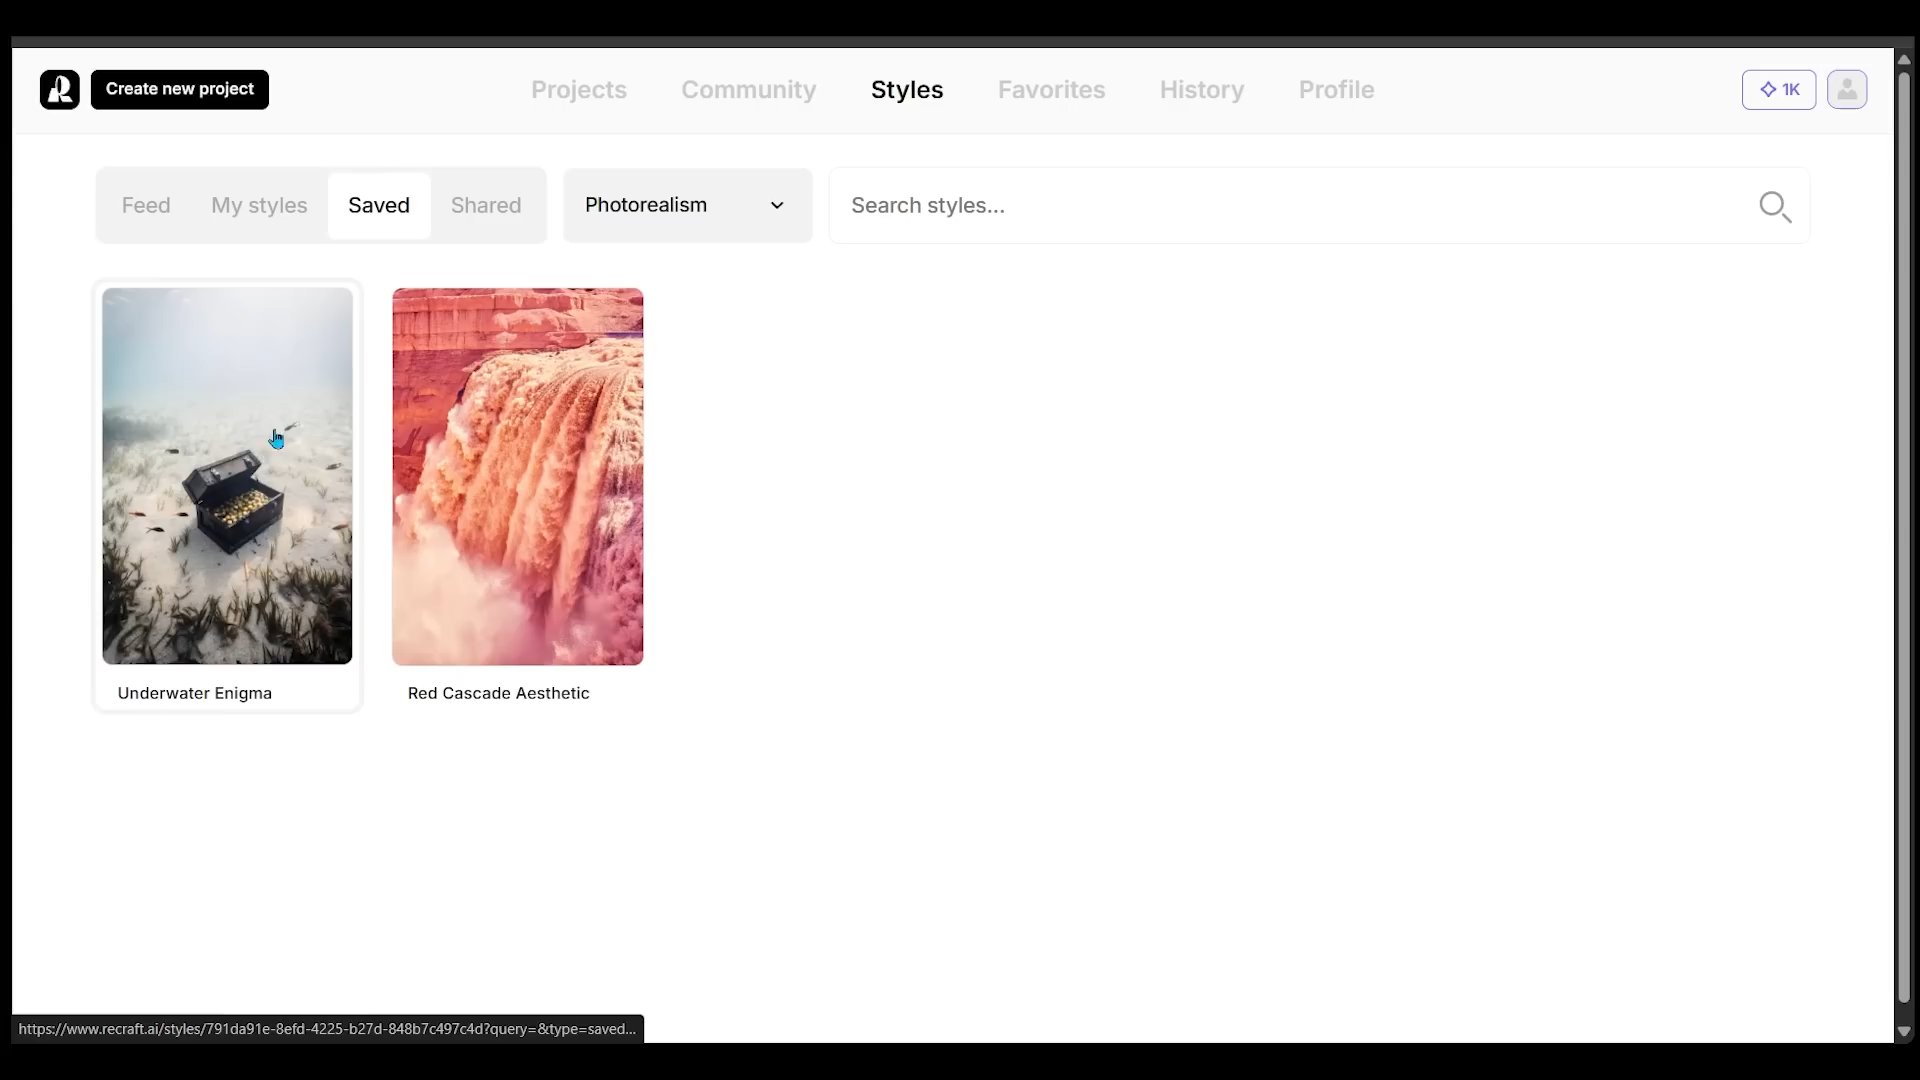 Create new project
Projects Community Styles Favorites History Profile
1K
Feed My styles Saved Shared
Photorealism
Search styles...
Underwater Enigma
Red Cascade Aesthetic
https://www.recraft.ai/styles/791da91e-8efd-4225-b27d-848b7c497c4d?query=&type=saved...